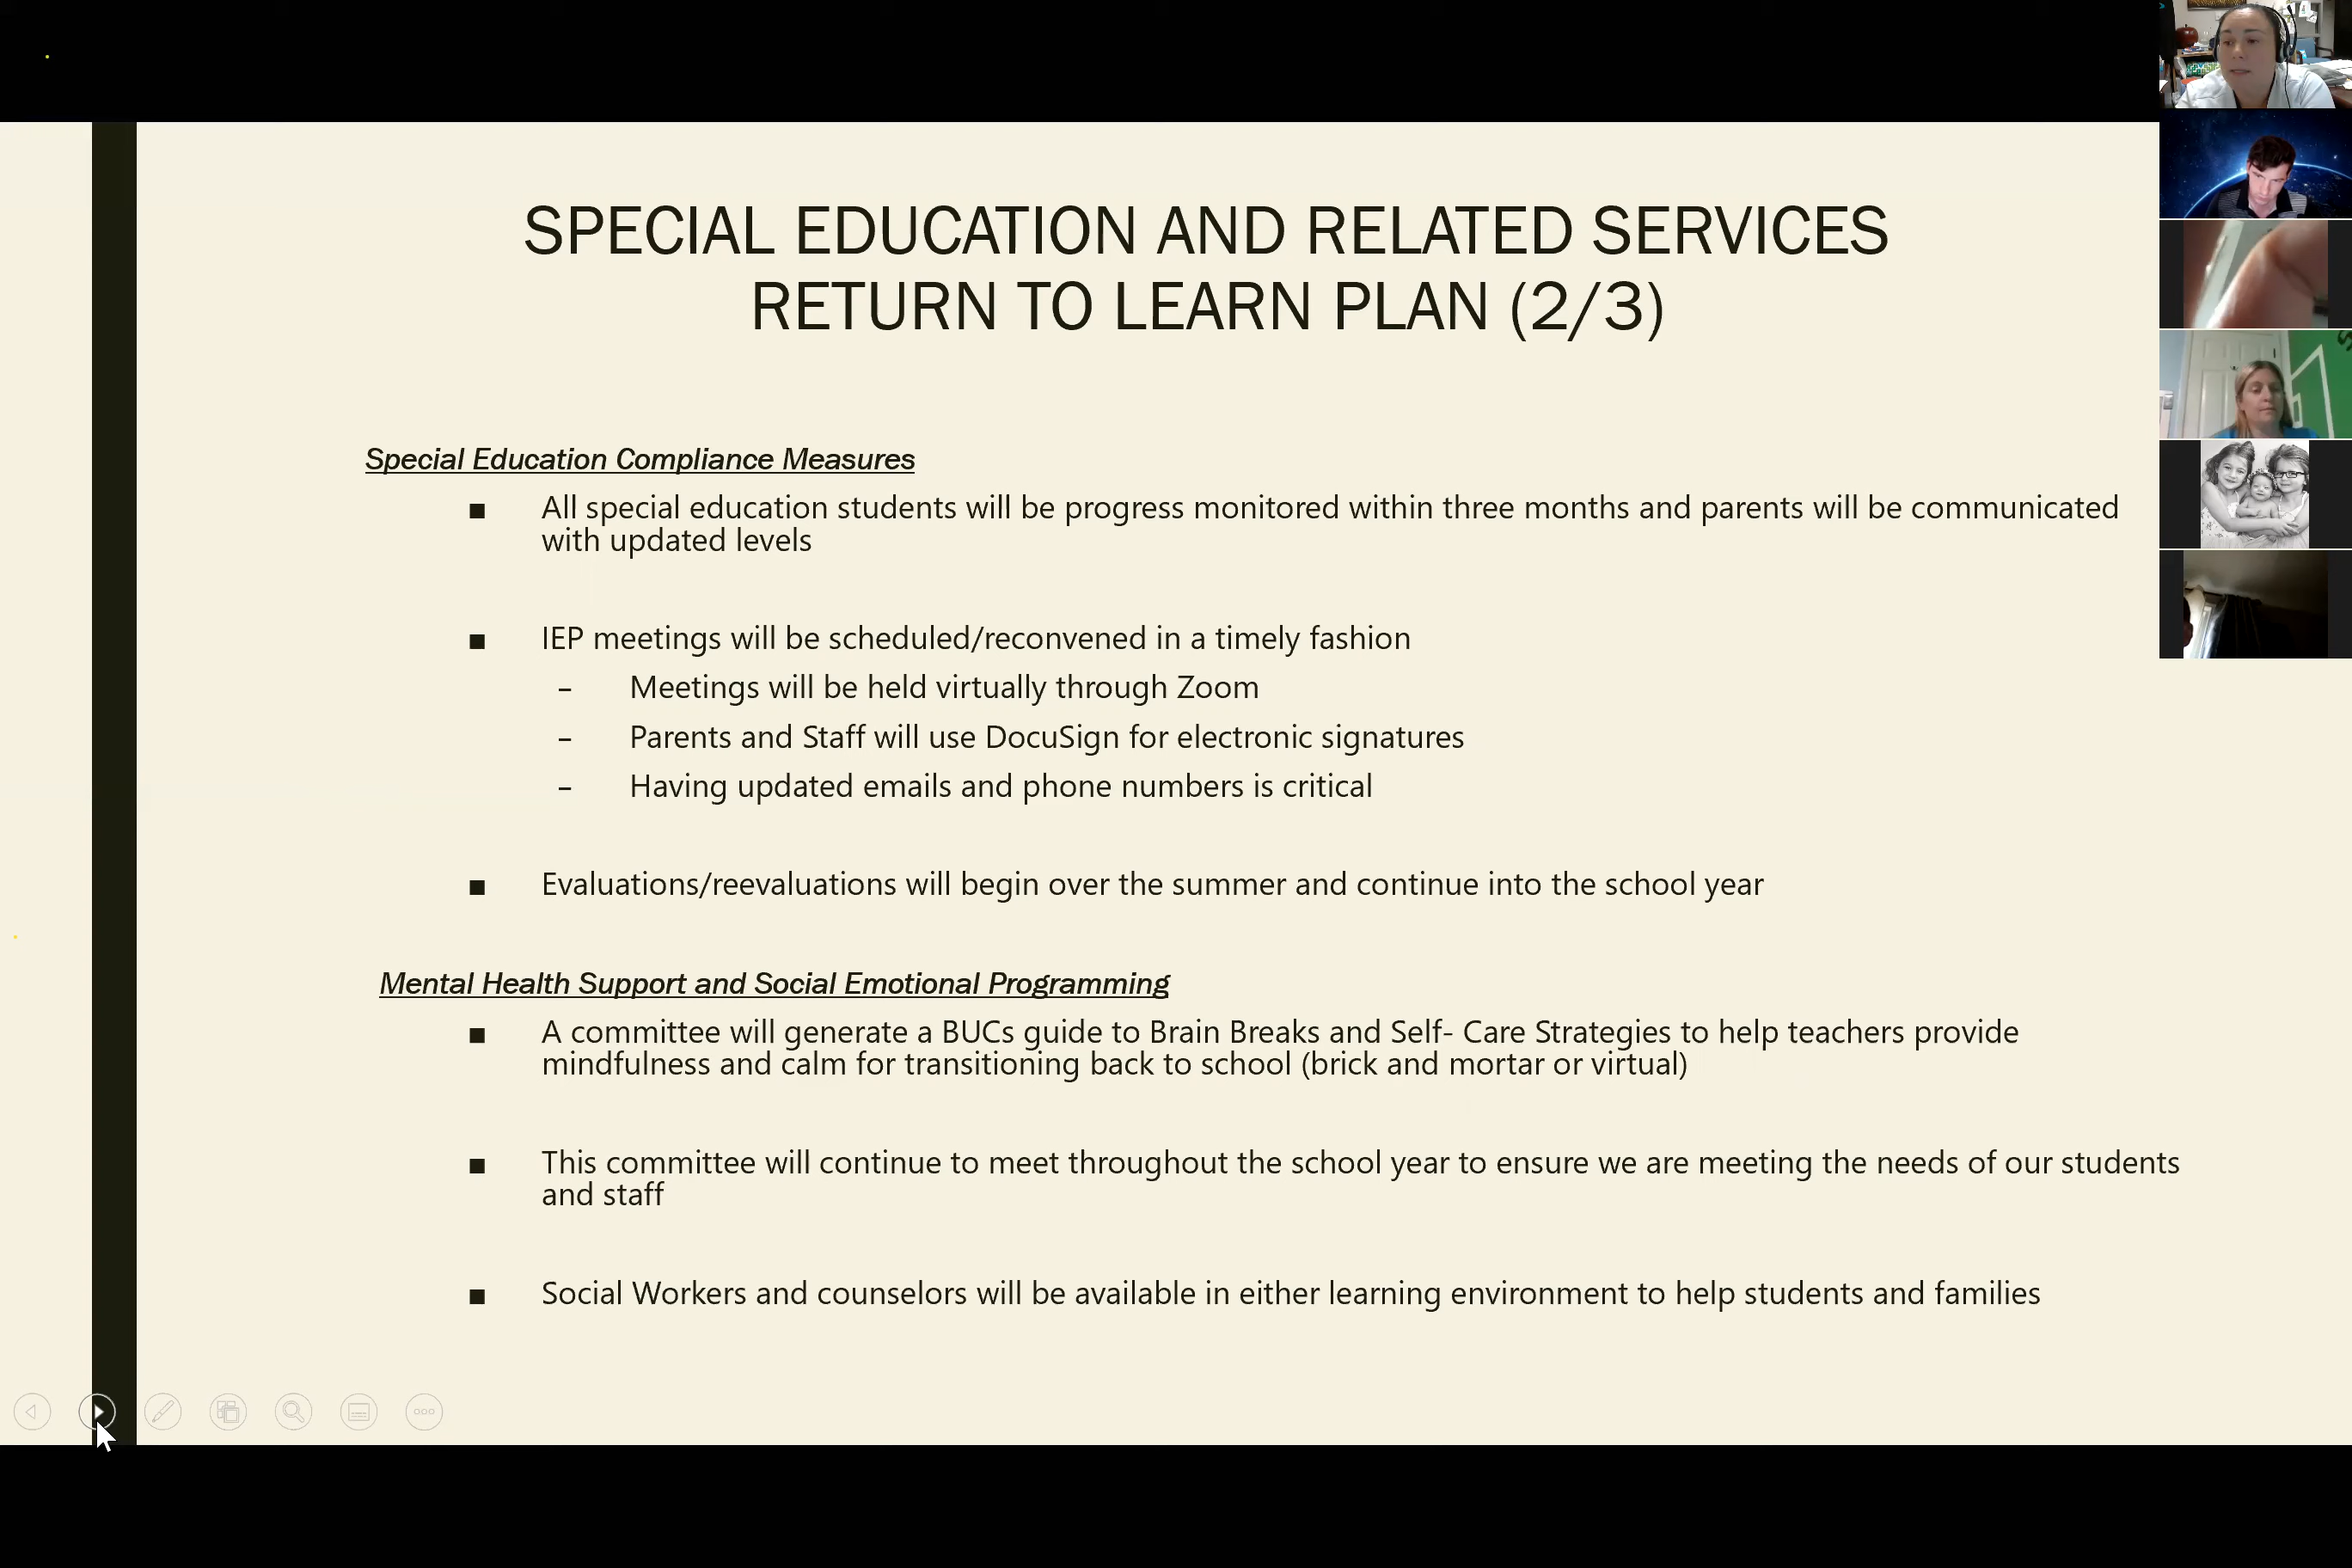 SPECIAL EDUCATION AND RELATED SERVICES
RETURN TO LEARN PLAN (2/3)
Special Education Compliance Measures
■ All special education students will be progress monitored within three months and parents will be communicated
with updated levels
■ IEP meetings will be scheduled/reconvened in a timely fashion
– Meetings will be held virtually through Zoom
– Parents and Staff will use DocuSign for electronic signatures
– Having updated emails and phone numbers is critical
■ Evaluations/reevaluations will begin over the summer and continue into the school year
Mental Health Support and Social Emotional Programming
■ A committee will generate a BUCs guide to Brain Breaks and Self- Care Strategies to help teachers provide
mindfulness and calm for transitioning back to school (brick and mortar or virtual)
■ This committee will continue to meet throughout the school year to ensure we are meeting the needs of our students
and staff
■ Social Workers and counselors will be available in either learning environment to help students and families